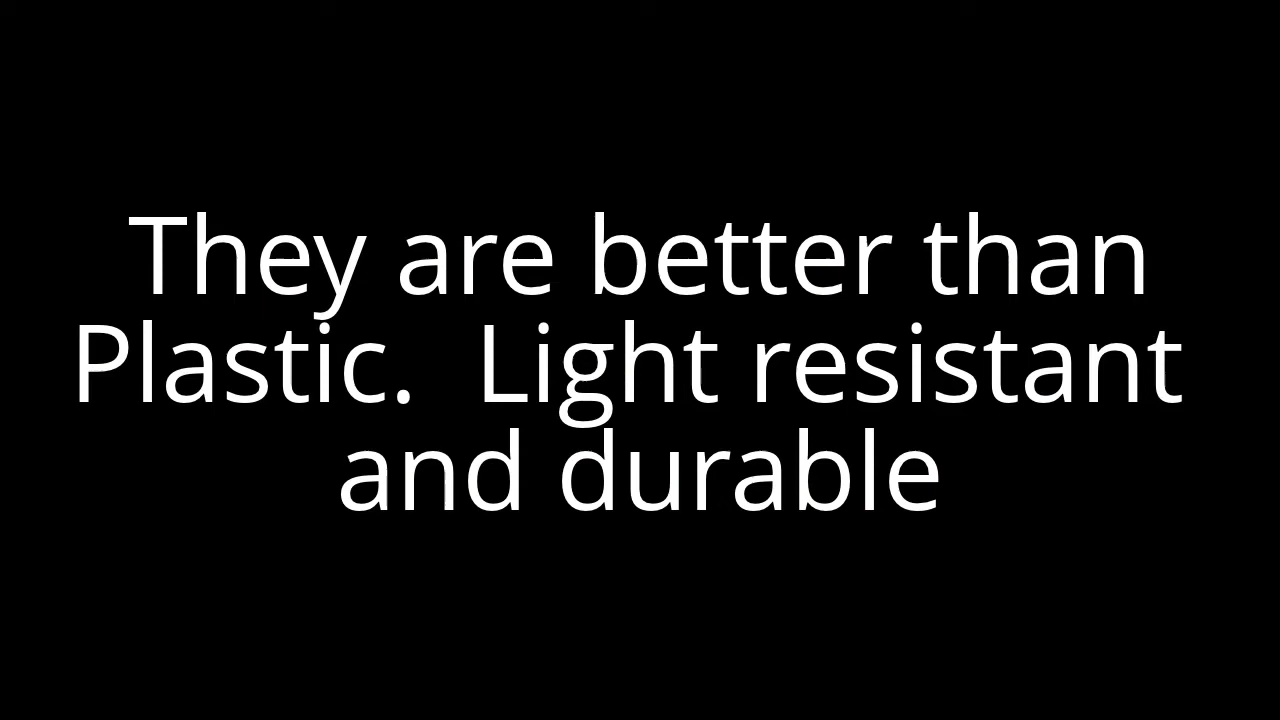 They are better than
Plastic.  Light resistant
and durable